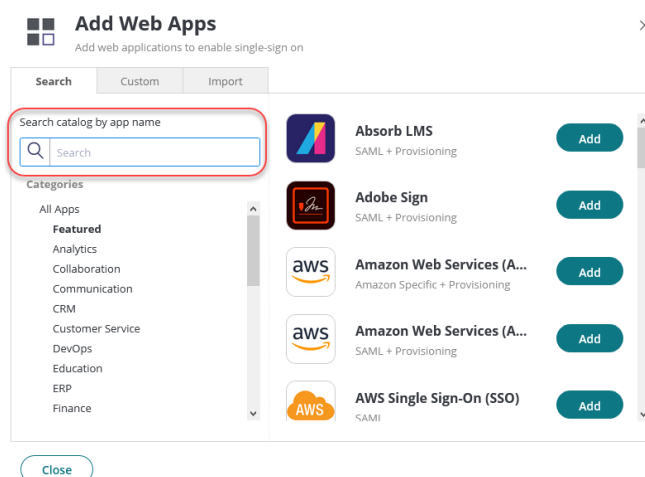 Add Web Apps
Add web applications to enable single-sign on
Search Custom Import
Search catalog by app name
Search
Categories
All Apps
Featured
Analytics
Collaboration
Communication
CRM
Customer Service
DevOps
Education
ERP
Finance
Absorb LMS
SAML + Provisioning
Add
Adobe Sign
SAML + Provisioning
Add
aws
Amazon Web Services (A...
Amazon Specific + Provisioning
Add
aws
Amazon Web Services (A...
SAML + Provisioning
Add
AWS
AWS Single Sign-On (SSO)
SAML
Add
Close